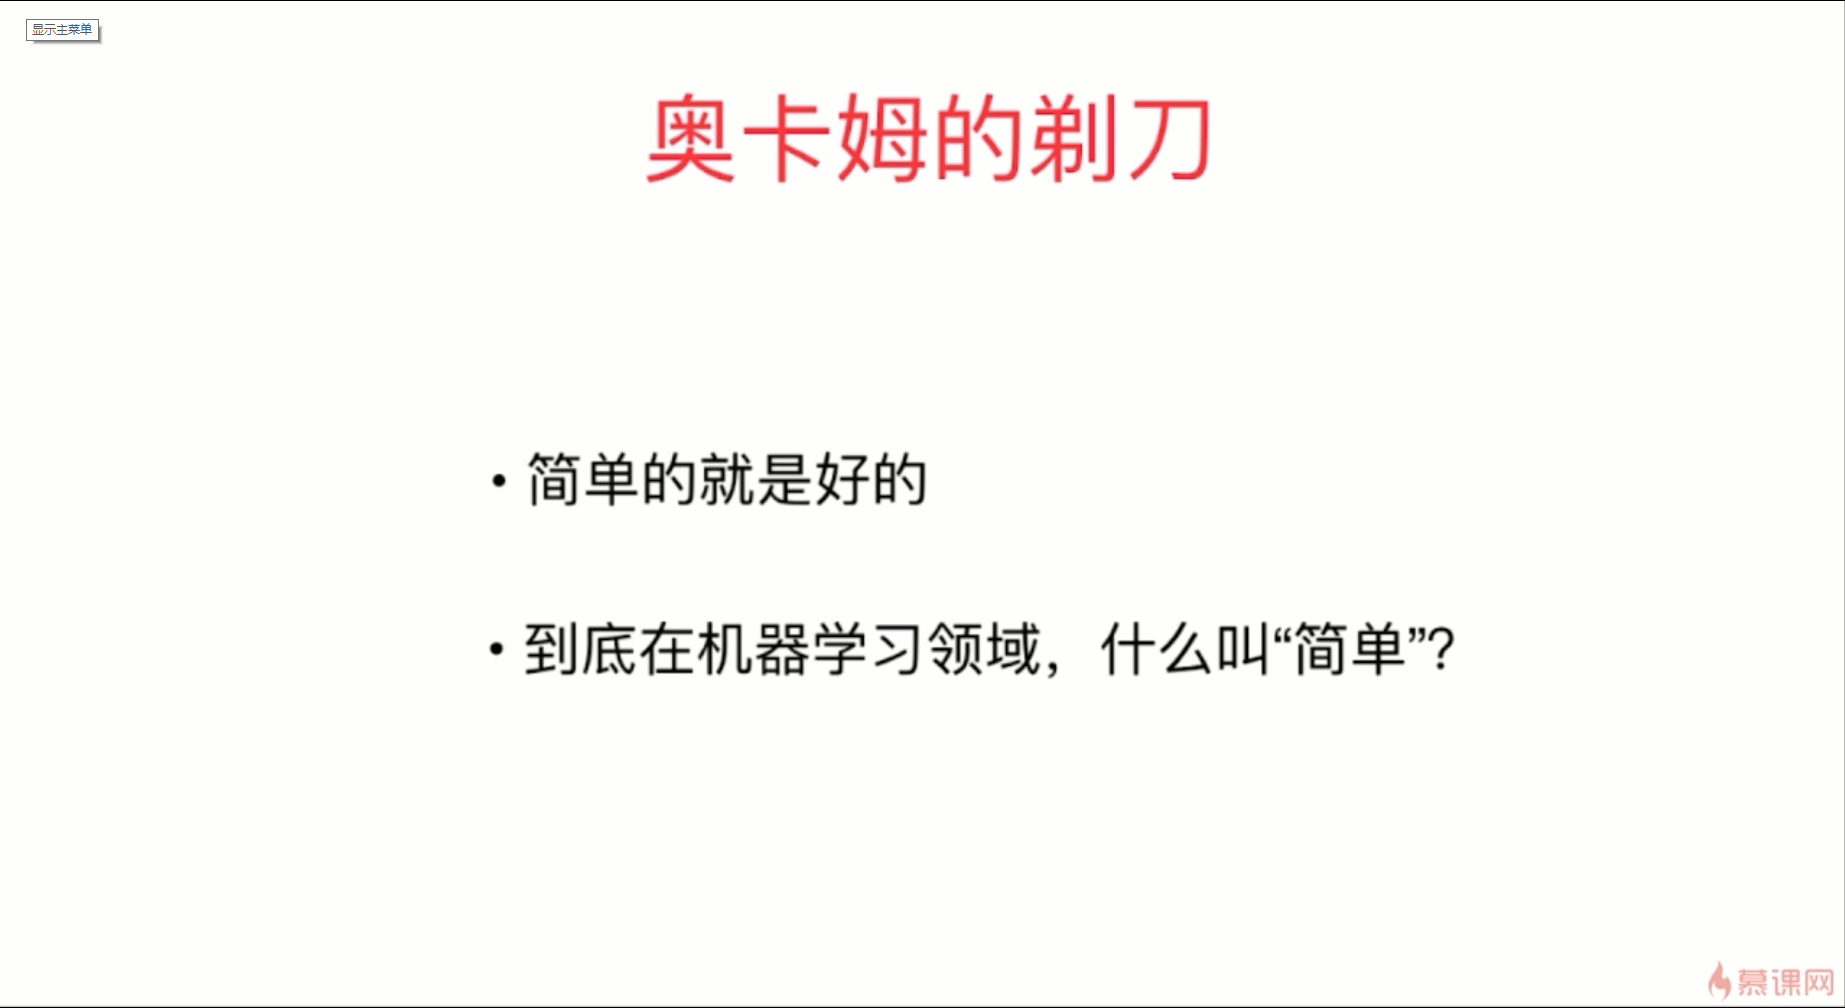 显示主菜单
奥卡姆的剃刀
• 简单的就是好的
• 到底在机器学习领域，什么叫“简单”？
慕课网